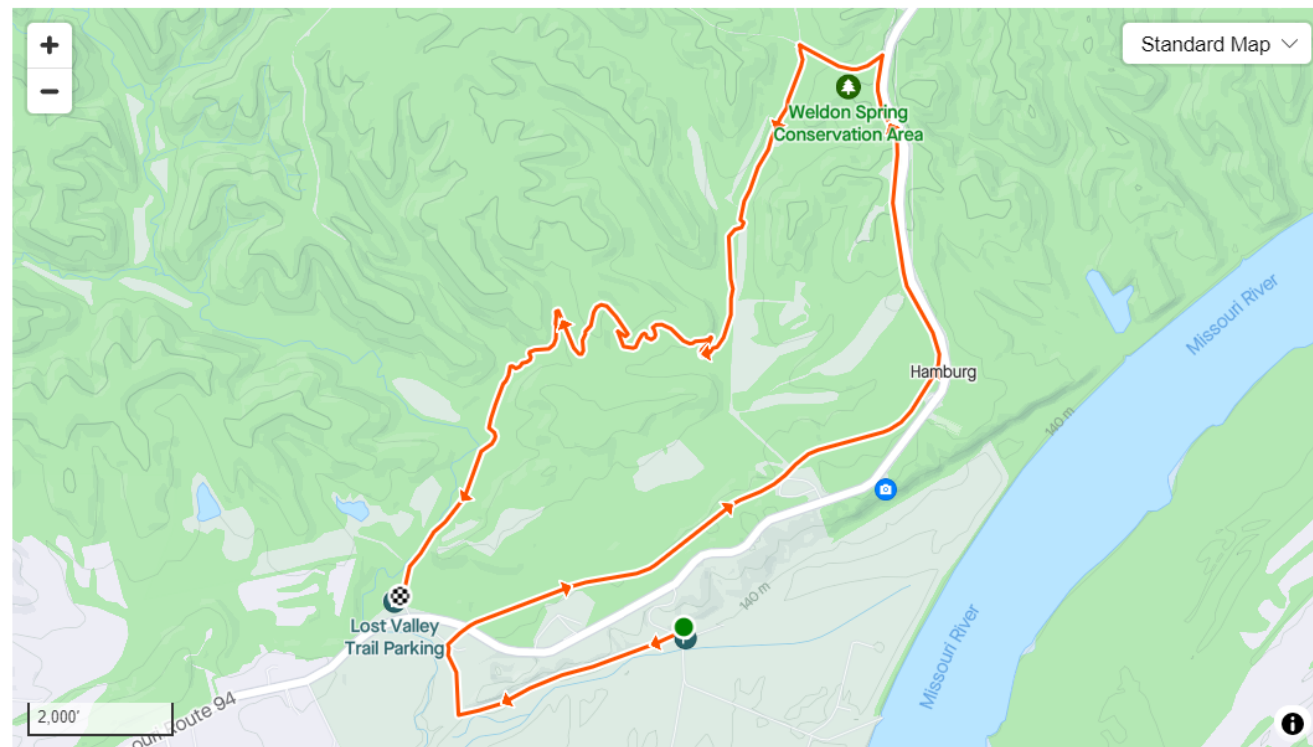 +
−
Standard Map
Weldon Spring
Conservation Area
Missouri River
Hamburg
140 m
Lost Valley
Trail Parking
140 m
Missouri River
ouri Route 94
2,000'